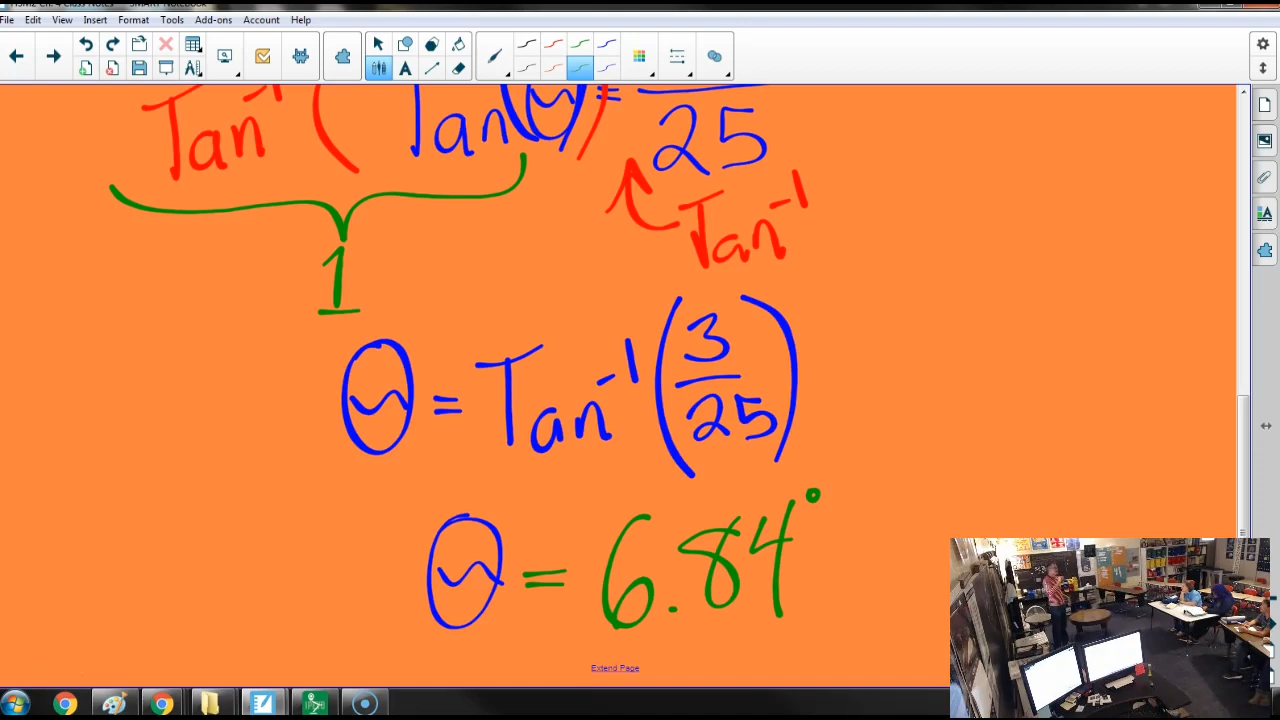 File Edit View Insert Format Tools Add-ons Account Help
Tan⁻¹( Tan(θ)) = 25
Tan⁻¹
1
θ = Tan⁻¹(3/25)
θ = 6.84°
Extend Page